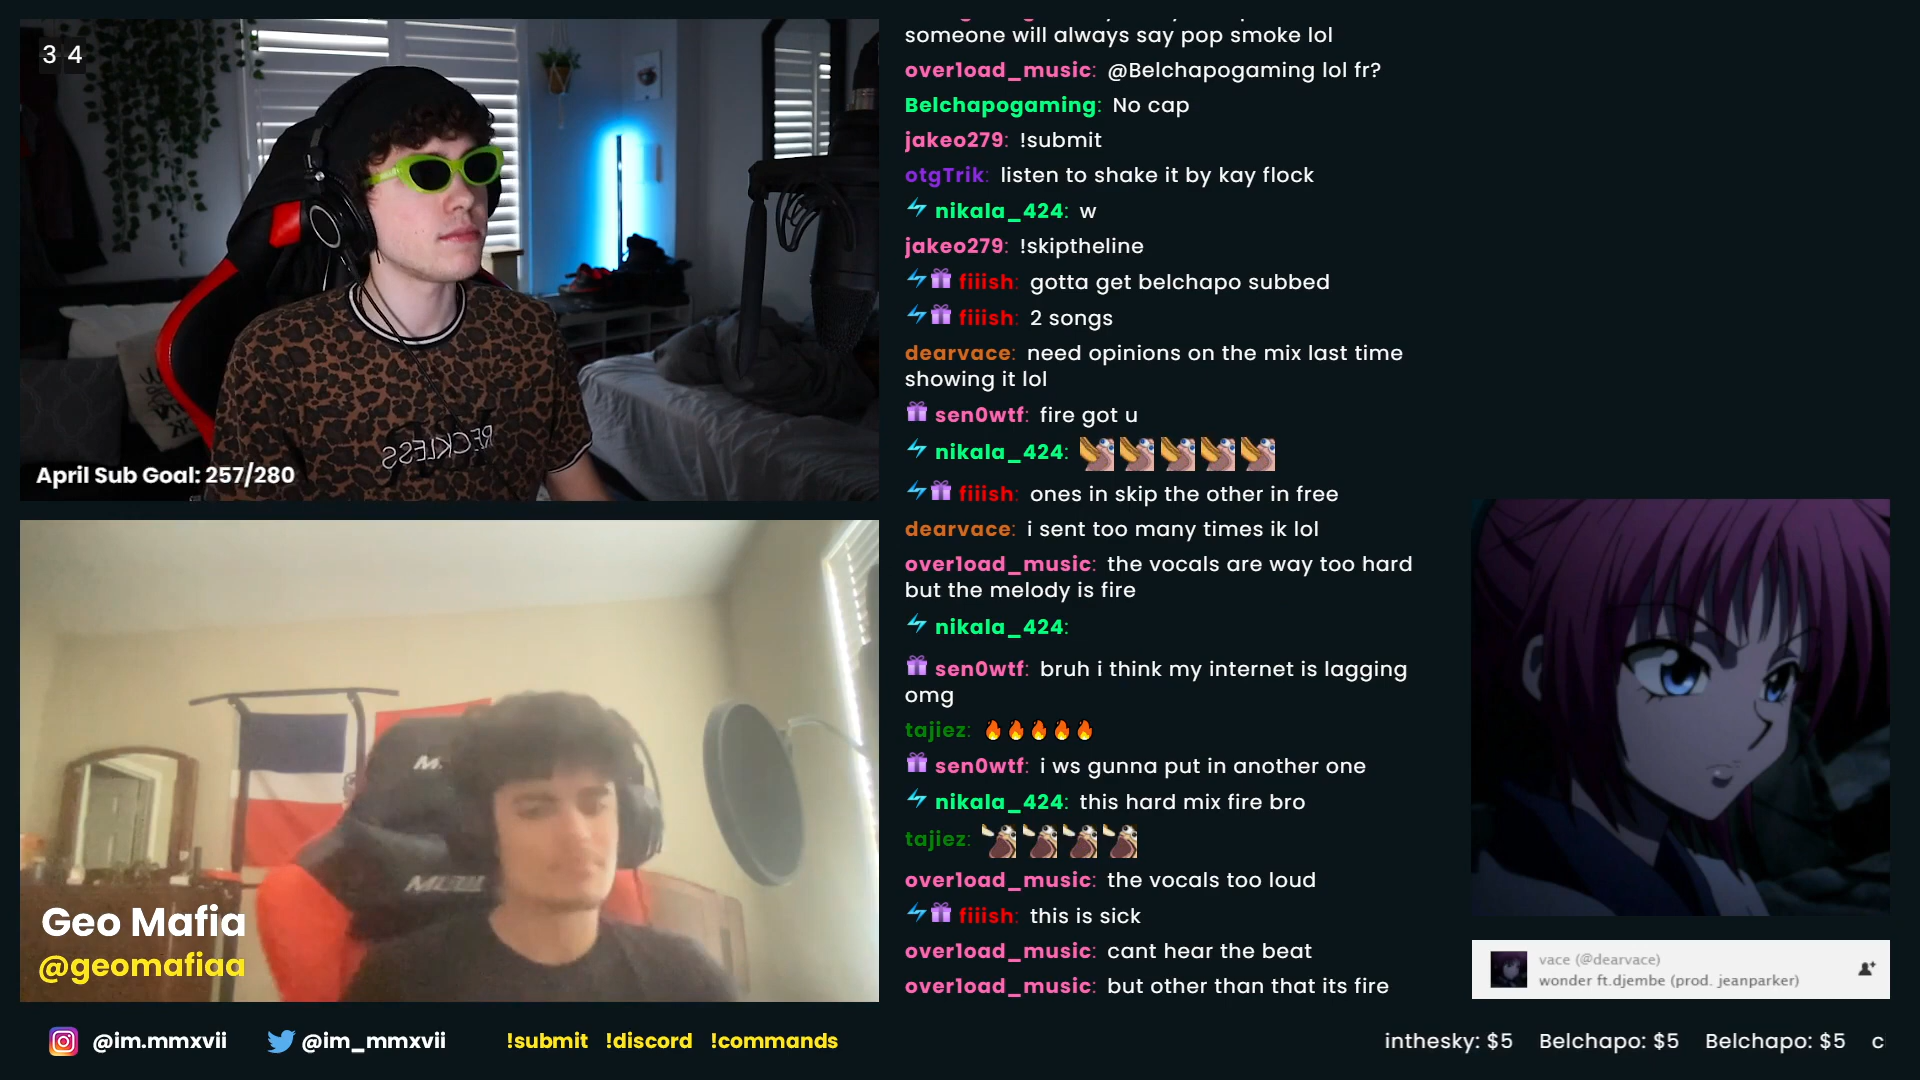 3 4
April Sub Goal: 257/280
RECKLESS
Geo Mafia
@geomafiaa
someone will always say pop smoke lol
over1oad_music: @Belchapogaming lol fr?
Belchapogaming: No cap
jakeo279: !submit
otgTrik: listen to shake it by kay flock
nikala_424: w
jakeo279: !skiptheline
fiiish: gotta get belchapo subbed
fiiish: 2 songs
dearvace: need opinions on the mix last time
showing it lol
sen0wtf: fire got u
nikala_424:
fiiish: ones in skip the other in free
dearvace: i sent too many times ik lol
over1oad_music: the vocals are way too hard
but the melody is fire
nikala_424:
sen0wtf: bruh i think my internet is lagging
omg
tajiez: 🔥🔥🔥🔥🔥
sen0wtf: i ws gunna put in another one
nikala_424: this hard mix fire bro
tajiez:
over1oad_music: the vocals too loud
fiiish: this is sick
over1oad_music: cant hear the beat
over1oad_music: but other than that its fire
vace (@dearvace)
wonder ft.djembe (prod. jeanparker)
@im.mmxvii @im_mmxvii !submit !discord !commands
inthesky: $5 Belchapo: $5 Belchapo: $5 c